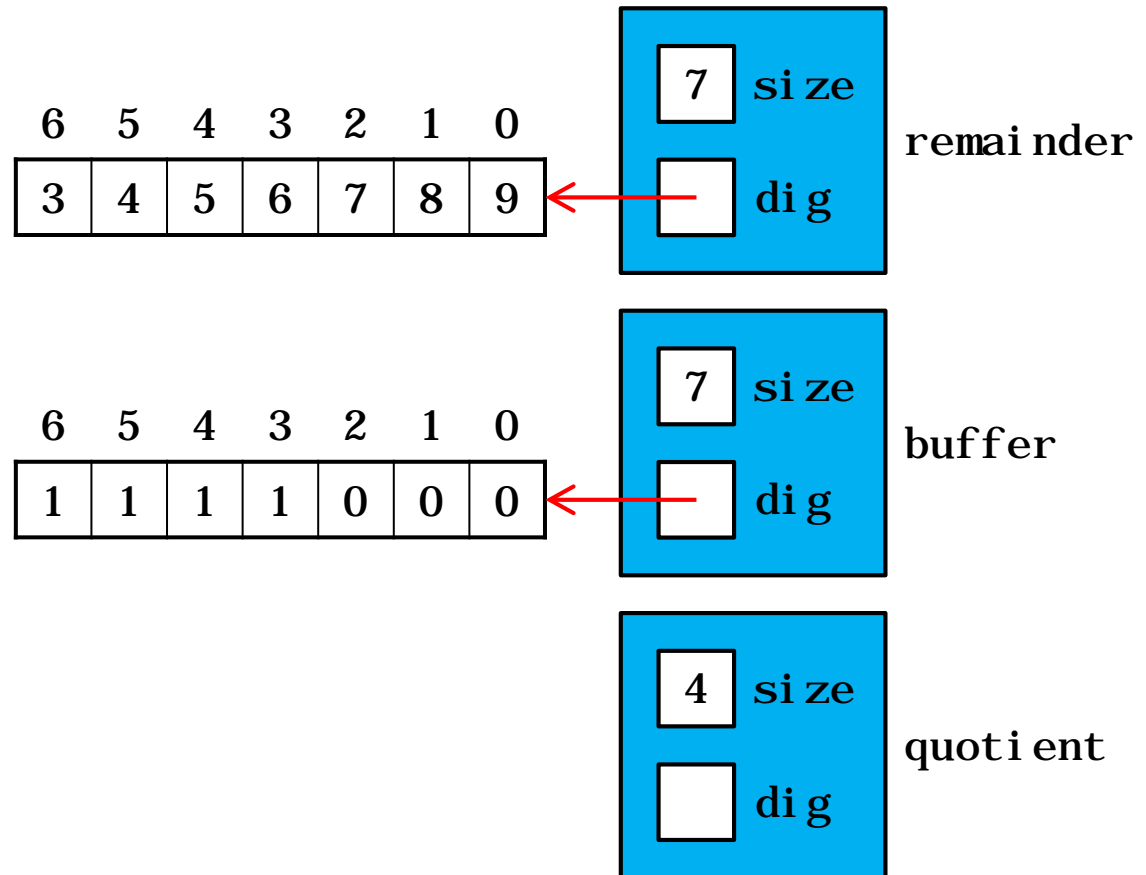 7 size
6 5 4 3 2 1 0
remainder
3 4 5 6 7 8 9
dig
7 size
6 5 4 3 2 1 0
buffer
1 1 1 1 0 0 0
dig
4 size
quotient
dig